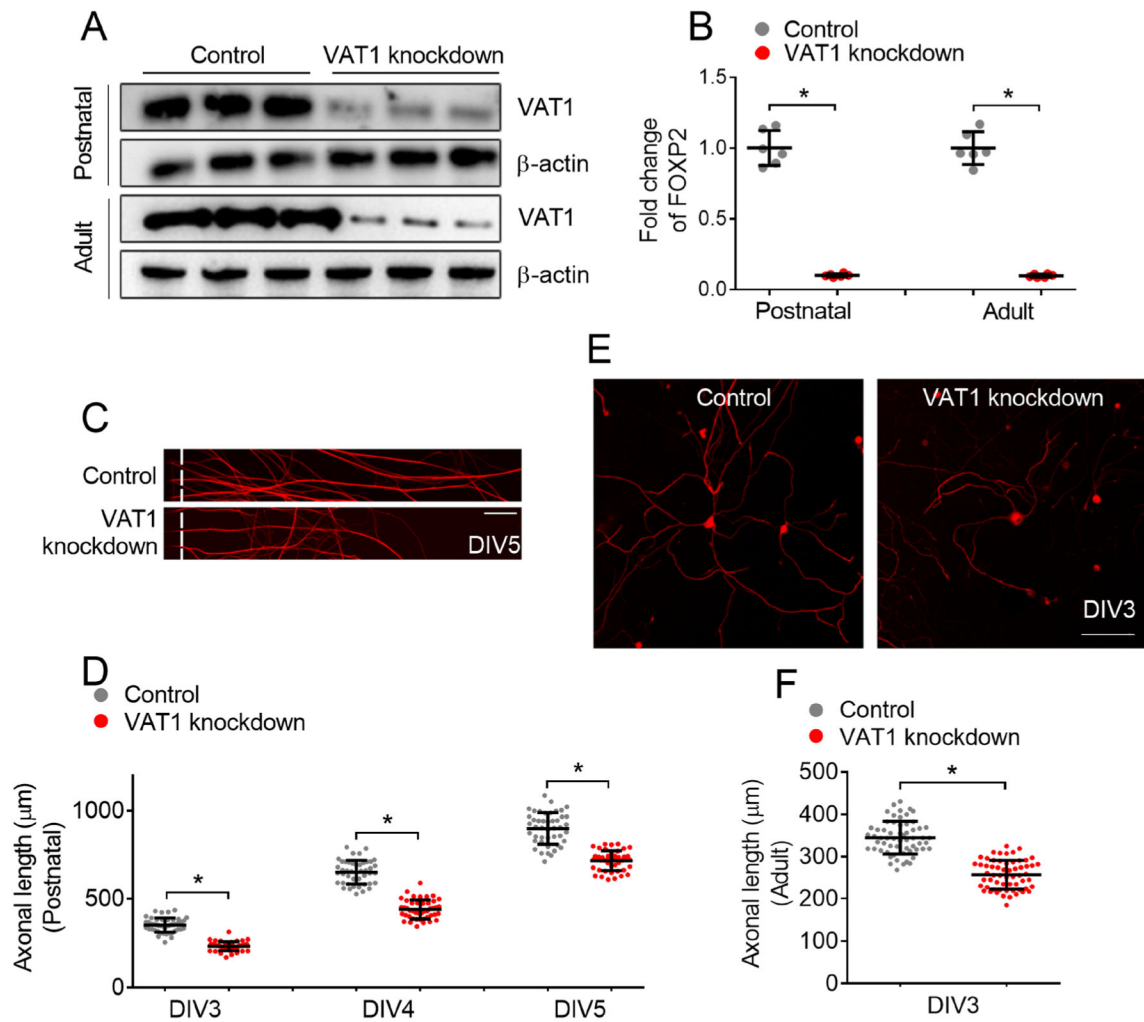 A
Control
VAT1 knockdown
Postnatal
VAT1
β-actin
Adult
VAT1
β-actin
B
Control
VAT1 knockdown
Fold change
of FOXP2
1.5
1.0
0.5
0.0
*
*
Postnatal
Adult
C
Control
VAT1
knockdown
DIV5
E
Control
VAT1 knockdown
DIV3
D
Control
VAT1 knockdown
Axonal length (μm)
(Postnatal)
1000
500
0
*
*
*
DIV3
DIV4
DIV5
F
Control
VAT1 knockdown
Axonal length (μm)
(Adult)
500
400
300
200
100
0
*
DIV3